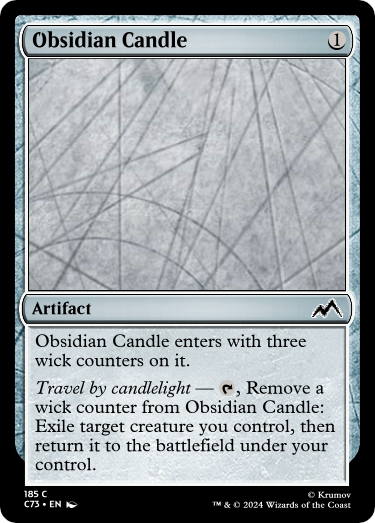 Obsidian Candle 1
Artifact
Obsidian Candle enters with three
wick counters on it.
Travel by candlelight — , Remove a
wick counter from Obsidian Candle:
Exile target creature you control, then
return it to the battlefield under your
control.
185 C
C73 • EN
© Krumov
™ & © 2024 Wizards of the Coast